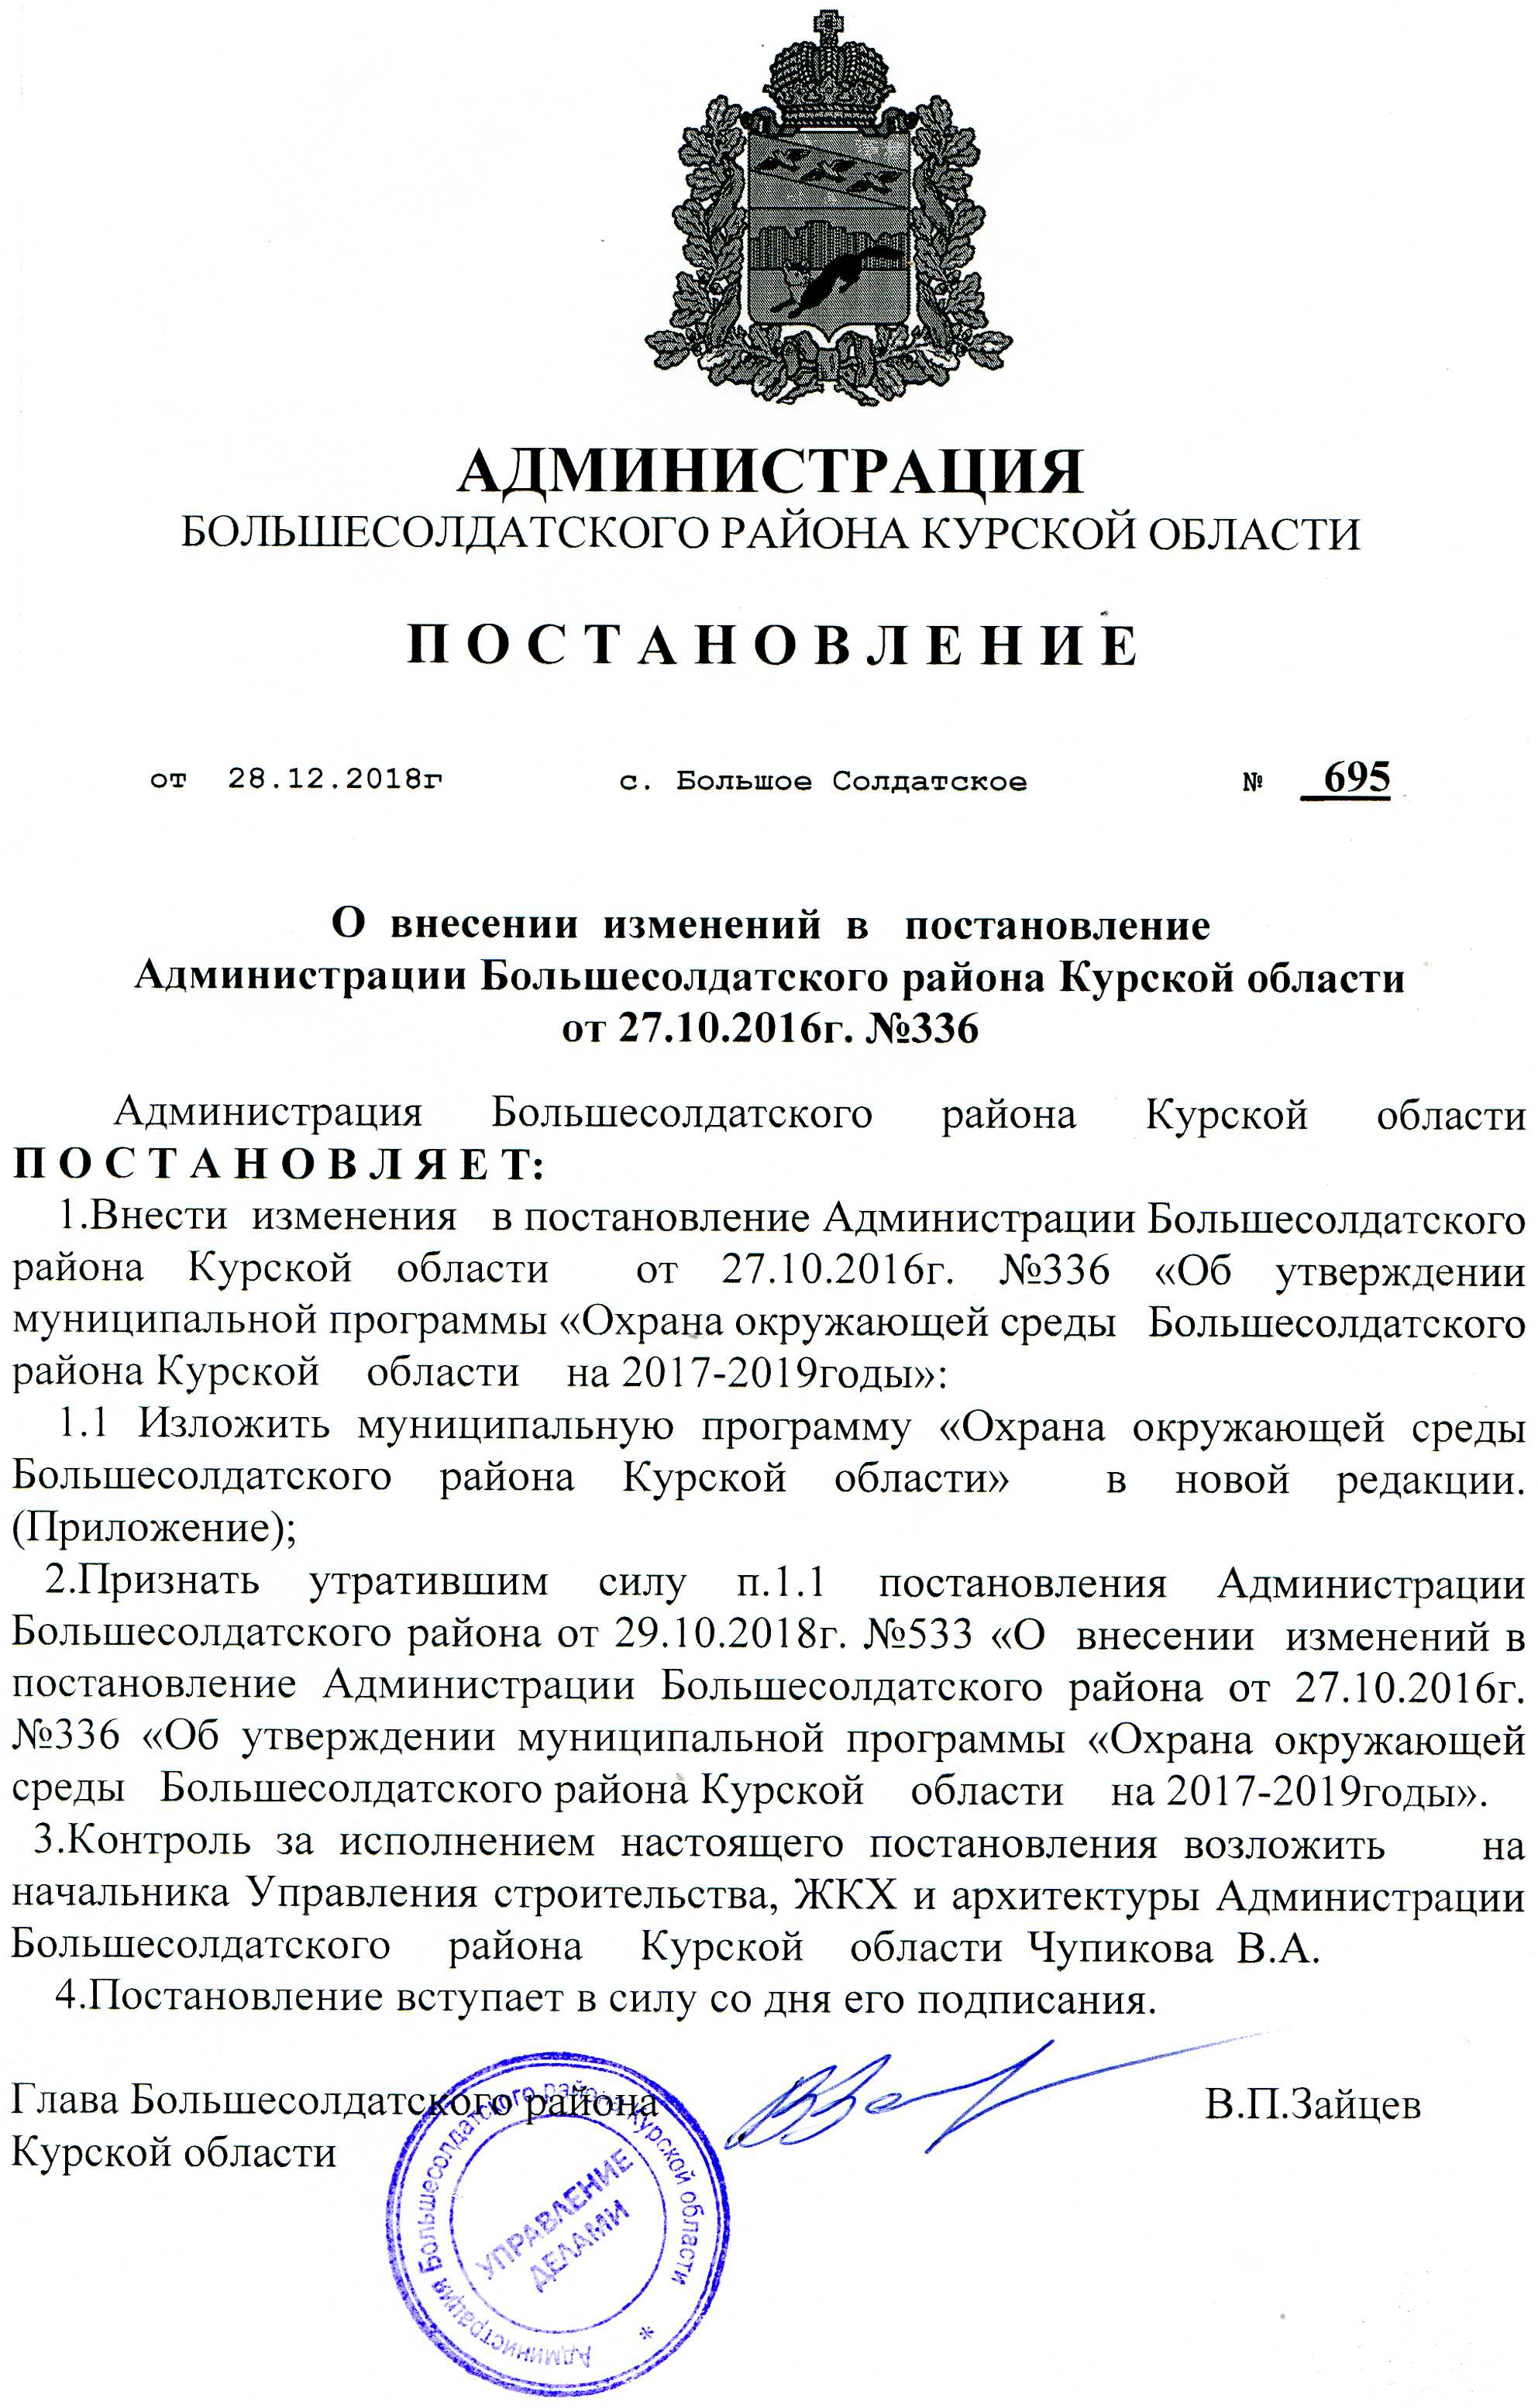 АДМИНИСТРАЦИЯ
БОЛЬШЕСОЛДАТСКОГО РАЙОНА КУРСКОЙ ОБЛАСТИ
П О С Т А Н О В Л Е Н И Е
от 28.12.2018г с. Большое Солдатское № 695
О внесении изменений в постановление
Администрации Большесолдатского района Курской области
от 27.10.2016г. №336
Администрация Большесолдатского района Курской области
П О С Т А Н О В Л Я Е Т:
1.Внести изменения в постановление Администрации Большесолдатского
района Курской области от 27.10.2016г. №336 «Об утверждении
муниципальной программы «Охрана окружающей среды Большесолдатского
района Курской области на 2017-2019годы»:
1.1 Изложить муниципальную программу «Охрана окружающей среды
Большесолдатского района Курской области» в новой редакции.
(Приложение);
2.Признать утратившим силу п.1.1 постановления Администрации
Большесолдатского района от 29.10.2018г. №533 «О внесении изменений в
постановление Администрации Большесолдатского района от 27.10.2016г.
№336 «Об утверждении муниципальной программы «Охрана окружающей
среды Большесолдатского района Курской области на 2017-2019годы».
3.Контроль за исполнением настоящего постановления возложить на
начальника Управления строительства, ЖКХ и архитектуры Администрации
Большесолдатского района Курской области Чупикова В.А.
4.Постановление вступает в силу со дня его подписания.
Глава Большесолдатского района В.П.Зайцев
Курской области
Администрация Большесолдатского района Курской области *
УПРАВЛЕНИЕ
ДЕЛАМИ